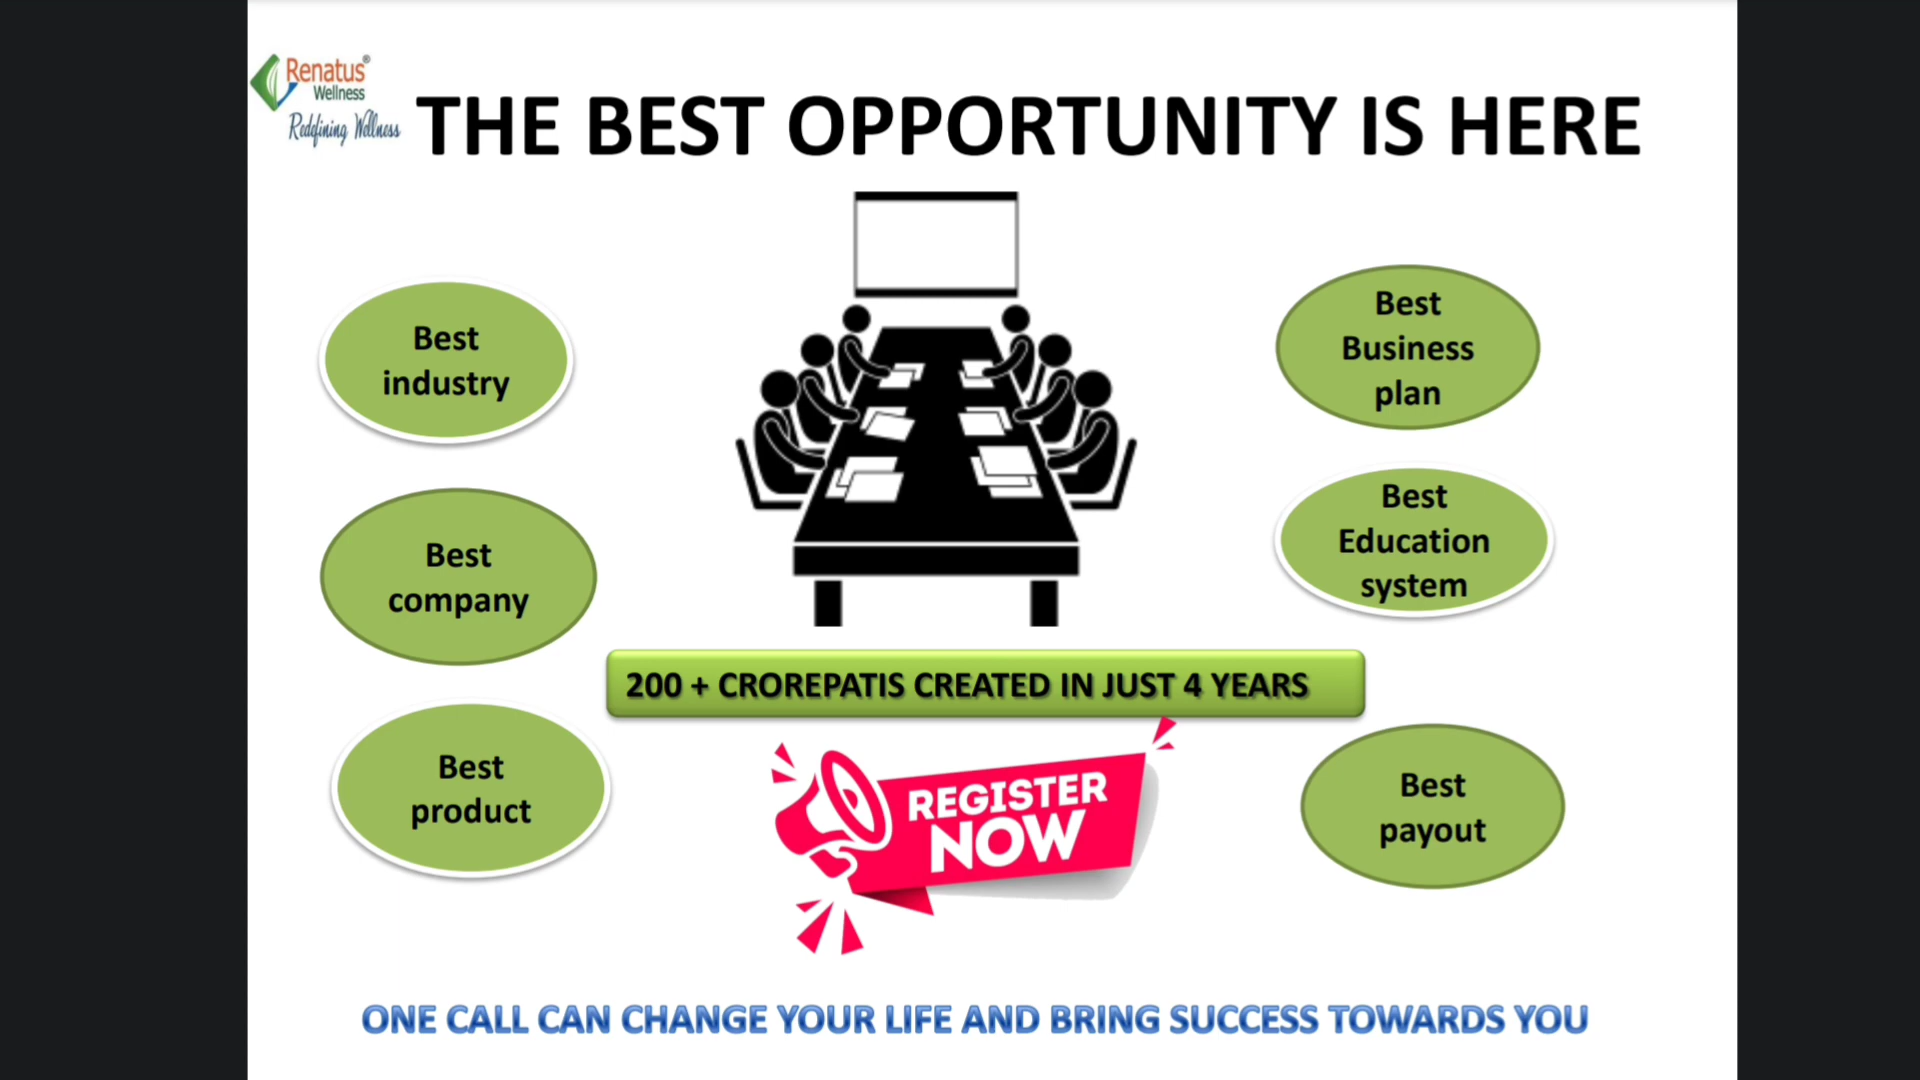 Renatus®
Wellness
Redefining Wellness
THE BEST OPPORTUNITY IS HERE
Best
industry
Best
company
Best
product
Best
Business
plan
Best
Education
system
Best
payout
200 + CROREPATIS CREATED IN JUST 4 YEARS
REGISTER
NOW
ONE CALL CAN CHANGE YOUR LIFE AND BRING SUCCESS TOWARDS YOU